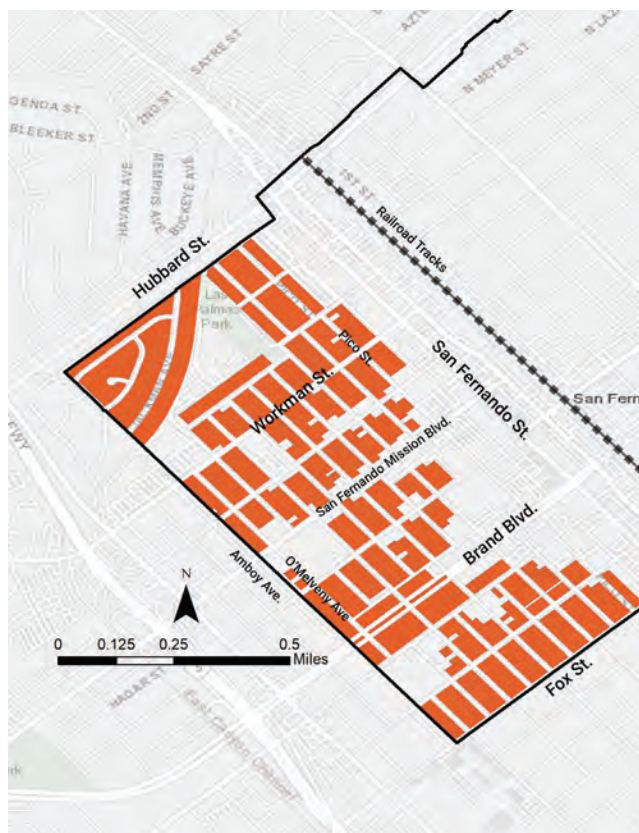 SAYRE ST
2ND ST
N MEYER ST.
GENOA ST.
BLEEKER ST.
HAVANA AVE
MEMPHIS AVE
BUCKEYE AVE
1ST ST
Railroad Tracks
Hubbard St.
Las
Palmas
Park
Pico St.
San Fernando St.
San Fern
Workman St.
San Fernando Mission Blvd.
Brand Blvd.
O'Melveny Ave
Amboy Ave.
Fox St.
N
0 0.125 0.25 0.5
Miles
HAGAR ST